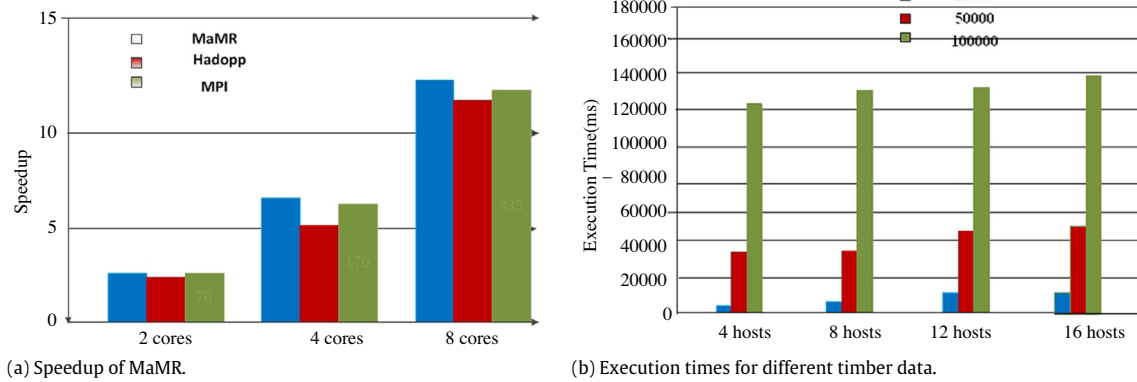 15
MaMR
Hadopp
MPI
10
Speedup
5
335
170
70
0
2 cores
4 cores
8 cores
(a) Speedup of MaMR.
180000
50000
160000
100000
140000
120000
Execution Time(ms)
80000
60000
40000
20000
0
4 hosts
8 hosts
12 hosts
16 hosts
(b) Execution times for different timber data.